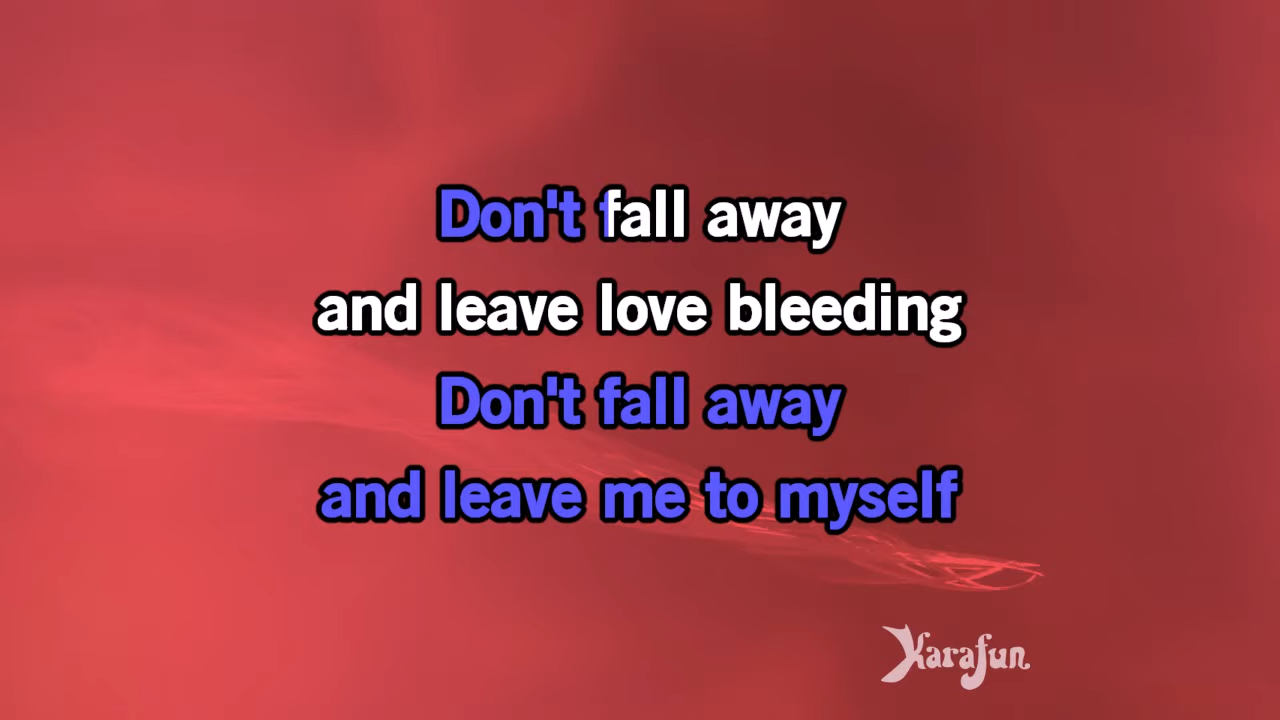 Don't fall away
and leave love bleeding
Don't fall away
and leave me to myself
Karafun